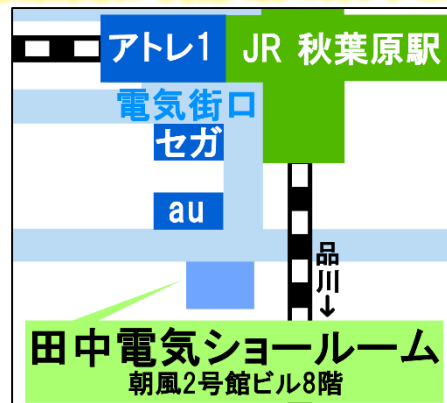 アトレ1
JR 秋葉原駅
電気街口
セガ
au
品川↓
田中電気ショールーム
朝風2号館ビル8階